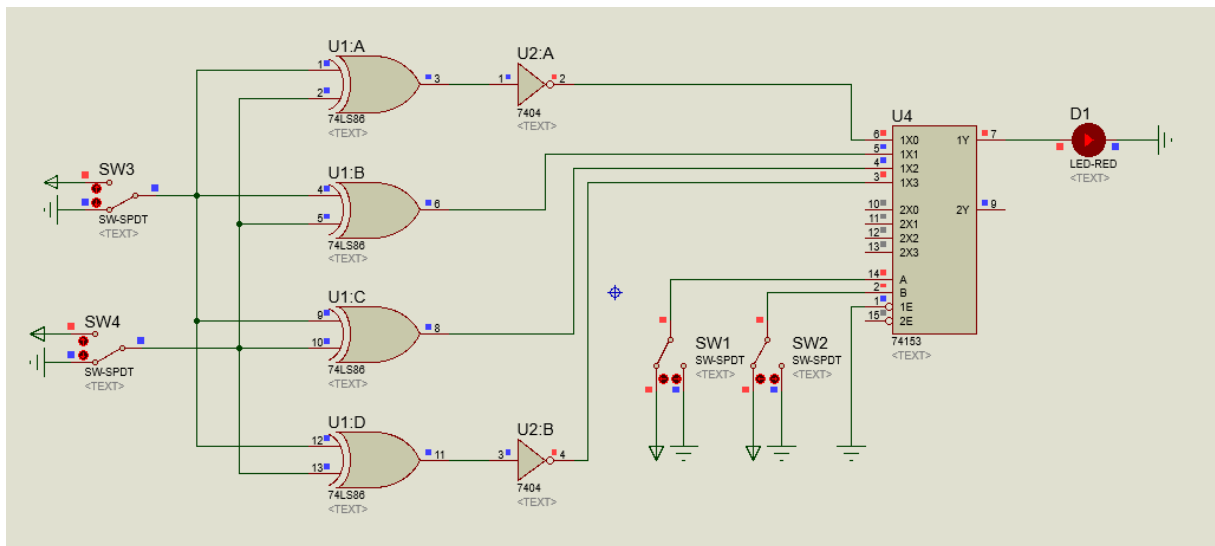 U1:A
1
2
3
74LS86
<TEXT>
U2:A
1
2
7404
<TEXT>
U1:B
4
5
6
74LS86
<TEXT>
U1:C
9
10
8
74LS86
<TEXT>
U1:D
12
13
11
74LS86
<TEXT>
U2:B
3
4
7404
<TEXT>
SW3
SW-SPDT
<TEXT>
SW4
SW-SPDT
<TEXT>
SW1
SW-SPDT
<TEXT>
SW2
SW-SPDT
<TEXT>
U4
6 1X0 1Y 7
5 1X1
4 1X2
3 1X3
10 2X0 2Y 9
11 2X1
12 2X2
13 2X3
14 A
2 B
1 1E
15 2E
74153
<TEXT>
D1
LED-RED
<TEXT>